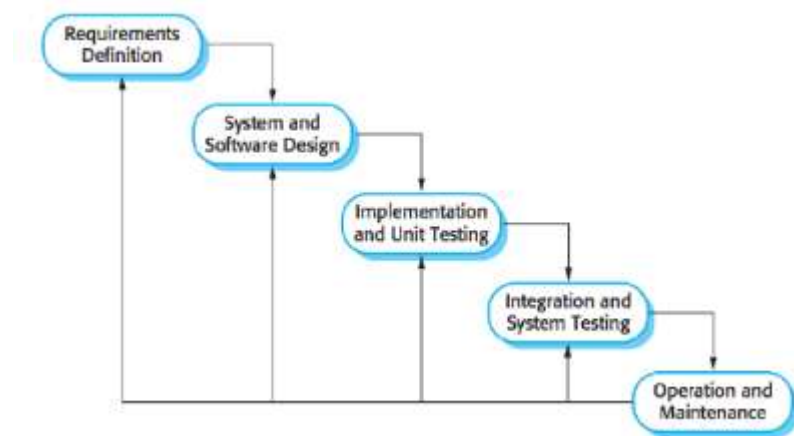 Requirements
Definition
System and
Software Design
Implementation
and Unit Testing
Integration and
System Testing
Operation and
Maintenance